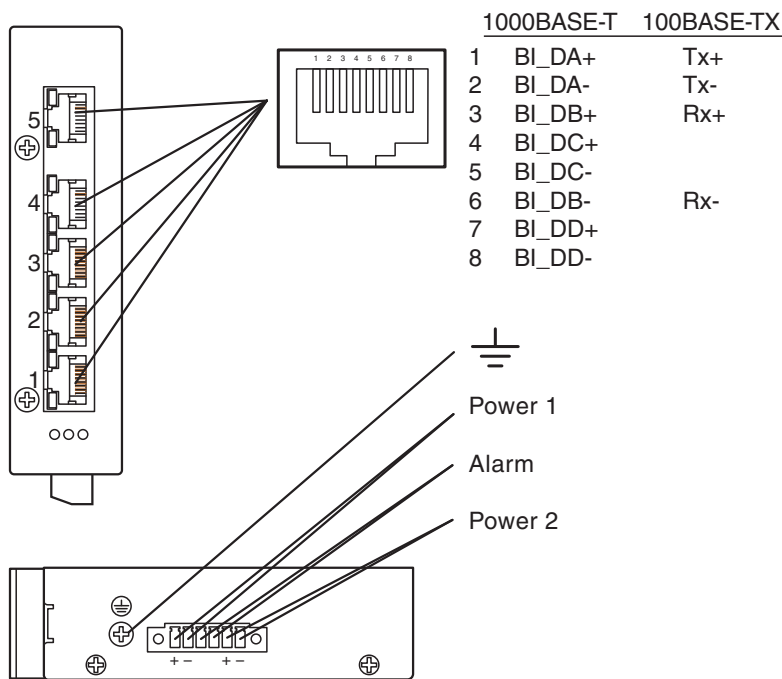 1000BASE-T 100BASE-TX
1 2 3 4 5 6 7 8
1 BI_DA+ Tx+
2 BI_DA- Tx-
3 BI_DB+ Rx+
4 BI_DC+
5 BI_DC-
6 BI_DB- Rx-
7 BI_DD+
8 BI_DD-
5
4
3
2
1
Power 1
Alarm
Power 2
+ - + -